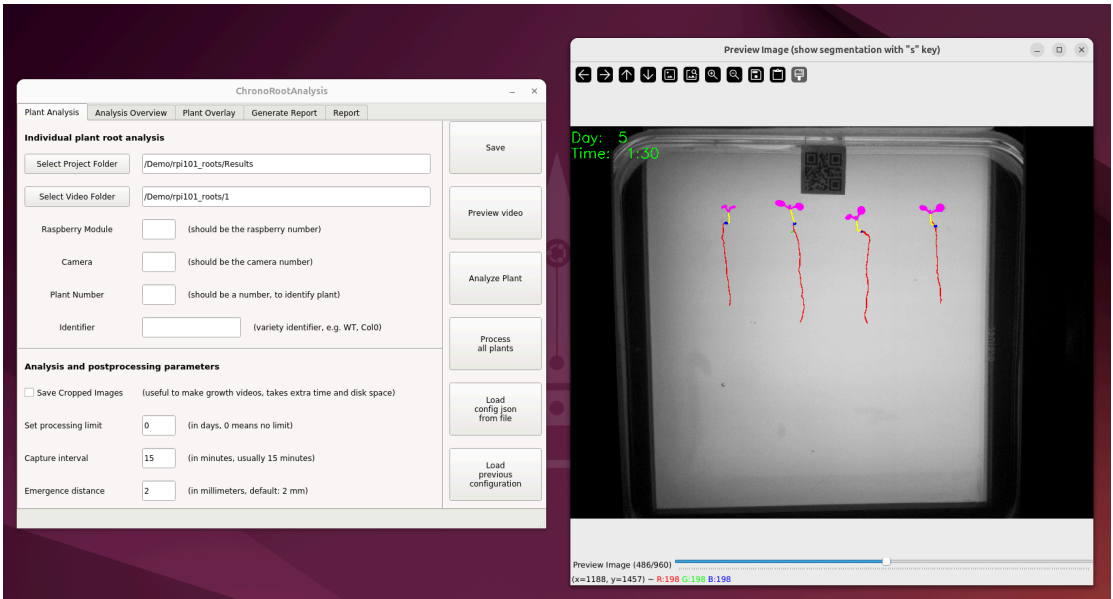 ChronoRootAnalysis
Plant Analysis
Analysis Overview
Plant Overlay
Generate Report
Report
Individual plant root analysis
Select Project Folder
/Demo/rpi101_roots/Results
Select Video Folder
/Demo/rpi101_roots/1
Raspberry Module
(should be the raspberry number)
Camera
(should be the camera number)
Plant Number
(should be a number, to identify plant)
Identifier
(variety identifier, e.g. WT, Col0)
Analysis and postprocessing parameters
Save Cropped Images
(useful to make growth videos, takes extra time and disk space)
Set processing limit
0
(in days, 0 means no limit)
Capture interval
15
(in minutes, usually 15 minutes)
Emergence distance
2
(in millimeters, default: 2 mm)
Save
Preview video
Analyze Plant
Process
all plants
Load
config json
from file
Load
previous
configuration
Preview Image (show segmentation with "s" key)
Day: 5
Time: 1:30
Preview Image (486/960)
(x=1188, y=1457) ~ R:198 G:198 B:198